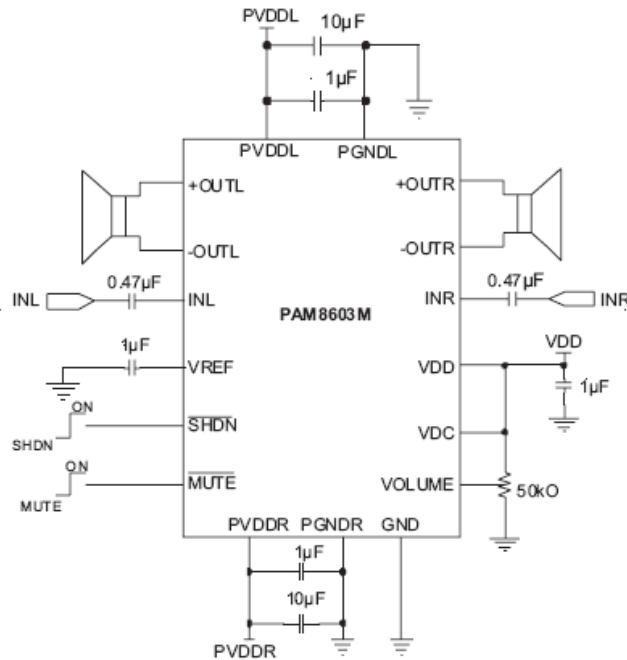 PVDDL
10µF
1µF
PVDDL
PGNDL
+OUTL
+OUTR
-OUTL
-OUTR
INL
0.47µF
INL
INR
0.47µF
INR
PAM8603M
1µF
VREF
VDD
VDD
1µF
ON
SHDN
SHDN
VDC
ON
MUTE
MUTE
VOLUME
50kO
PVDDR
PGNDR
GND
1µF
10µF
PVDDR